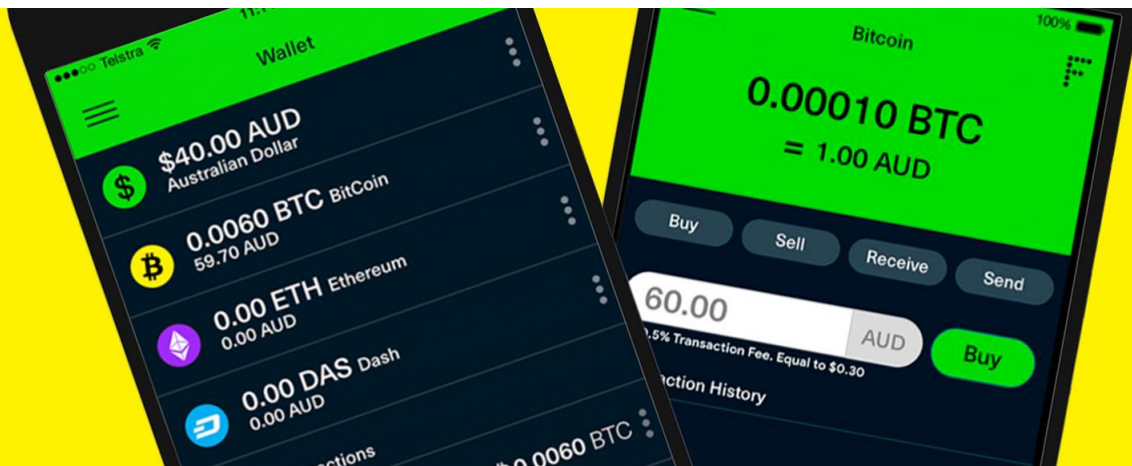 Telstra
Wallet
$40.00 AUD
Australian Dollar
0.0060 BTC BitCoin
59.70 AUD
0.00 ETH Ethereum
0.00 AUD
0.00 DAS Dash
0.00 AUD
0.0060 BTC
100%
Bitcoin
0.00010 BTC
= 1.00 AUD
Buy
Sell
Receive
Send
60.00
AUD
Buy
.5% Transaction Fee. Equal to $0.30
History